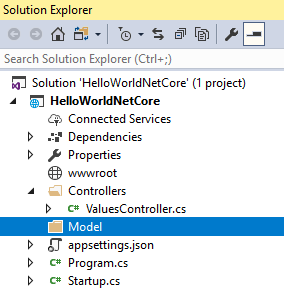 Solution Explorer
Search Solution Explorer (Ctrl+;)
Solution 'HelloWorldNetCore' (1 project)
HelloWorldNetCore
Connected Services
Dependencies
Properties
wwwroot
Controllers
C# ValuesController.cs
Model
appsettings.json
C# Program.cs
C# Startup.cs